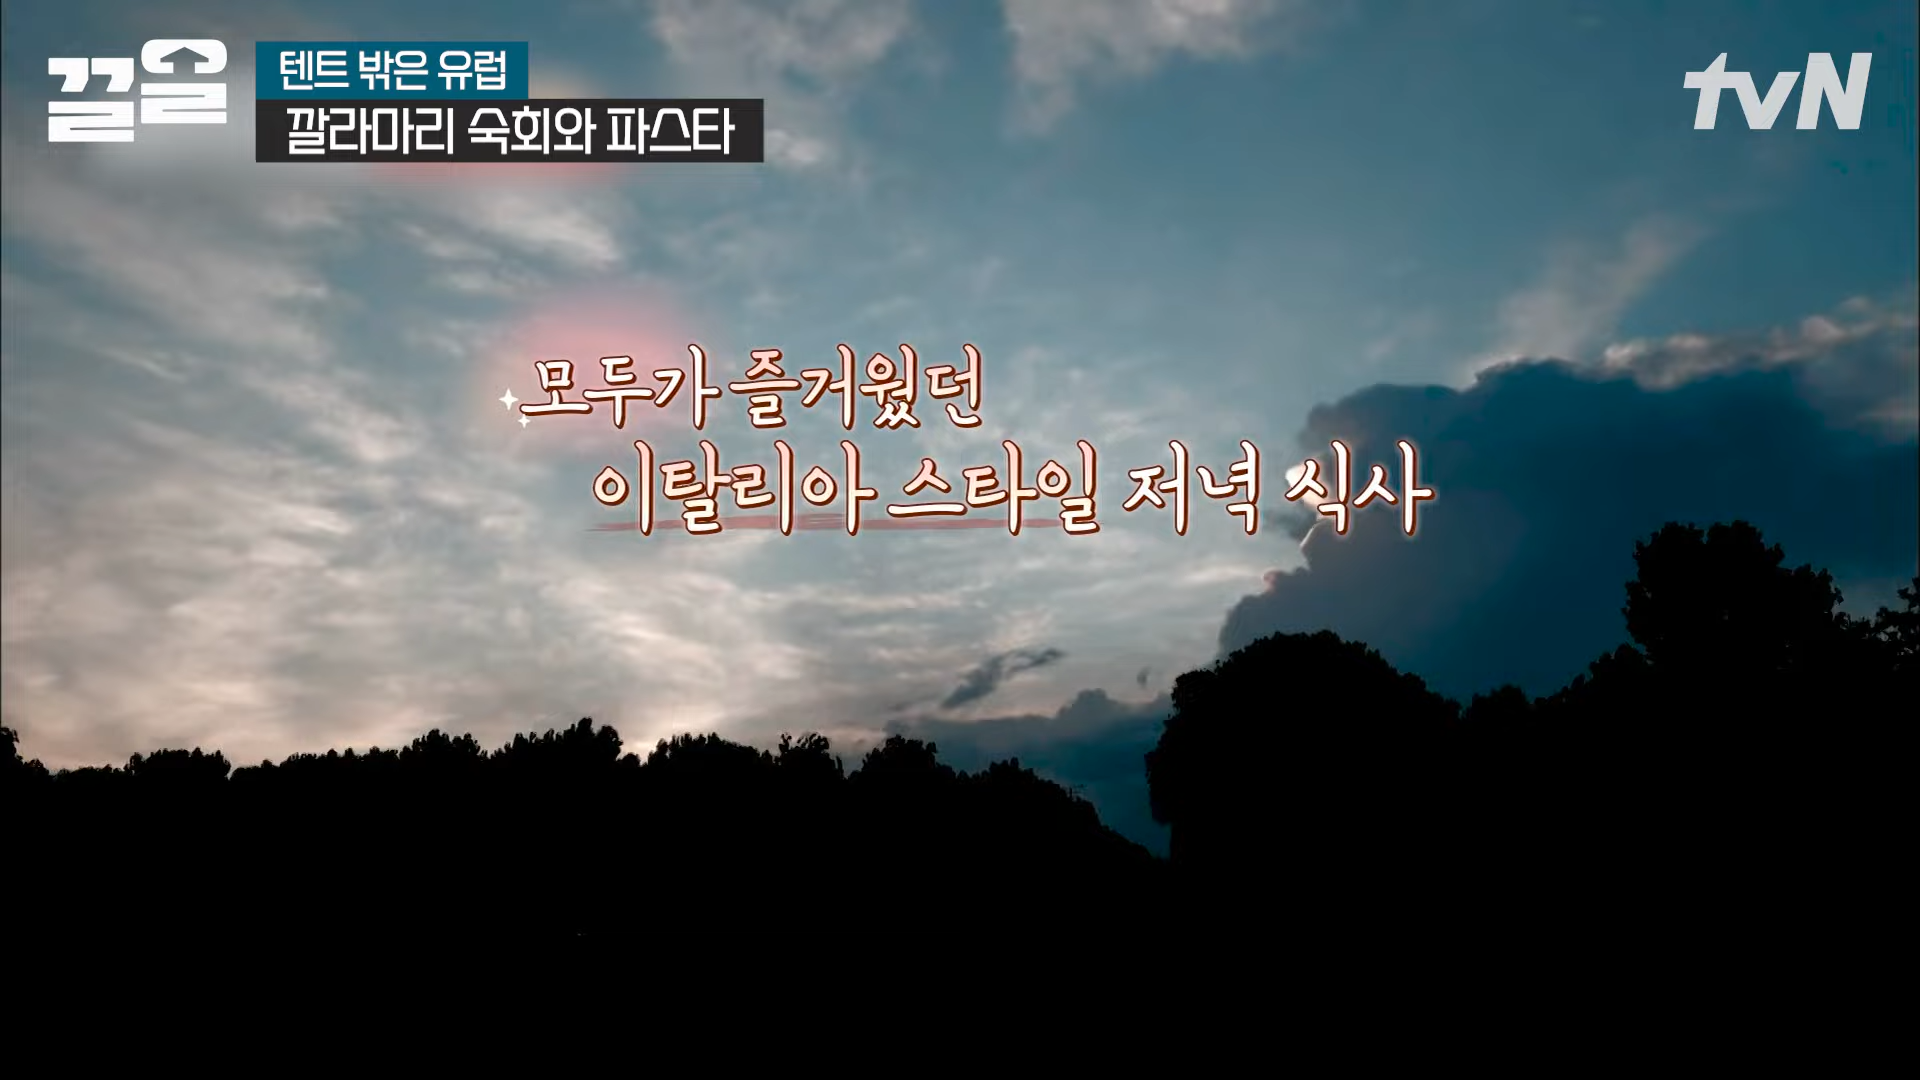 끌올
텐트 밖은 유럽
깔라마리 숙회와 파스타
tvN
모두가 즐거웠던
이탈리아 스타일 저녁 식사